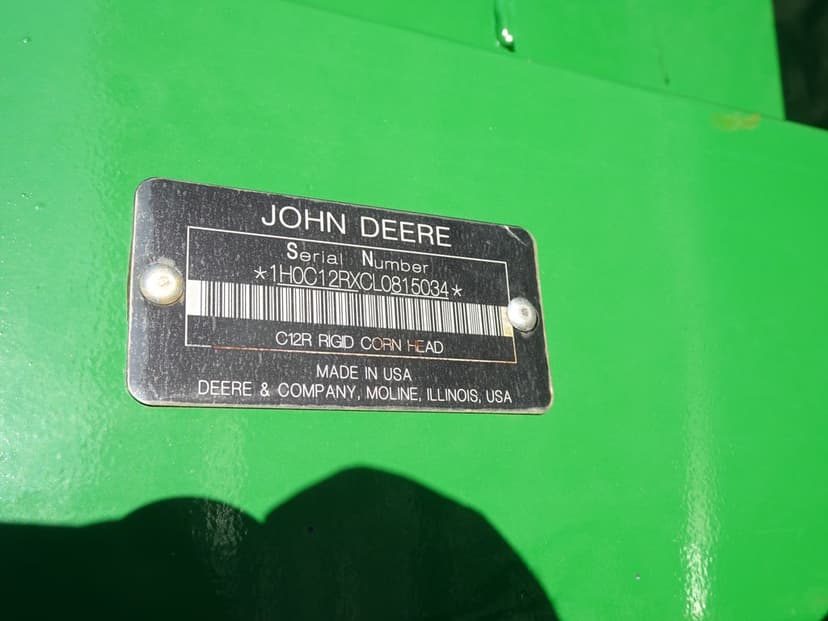 JOHN DEERE
Serial Number
*1H0C12RXCL0815034*
C12R RIGID CORN HEAD
MADE IN USA
DEERE & COMPANY, MOLINE, ILLINOIS, USA